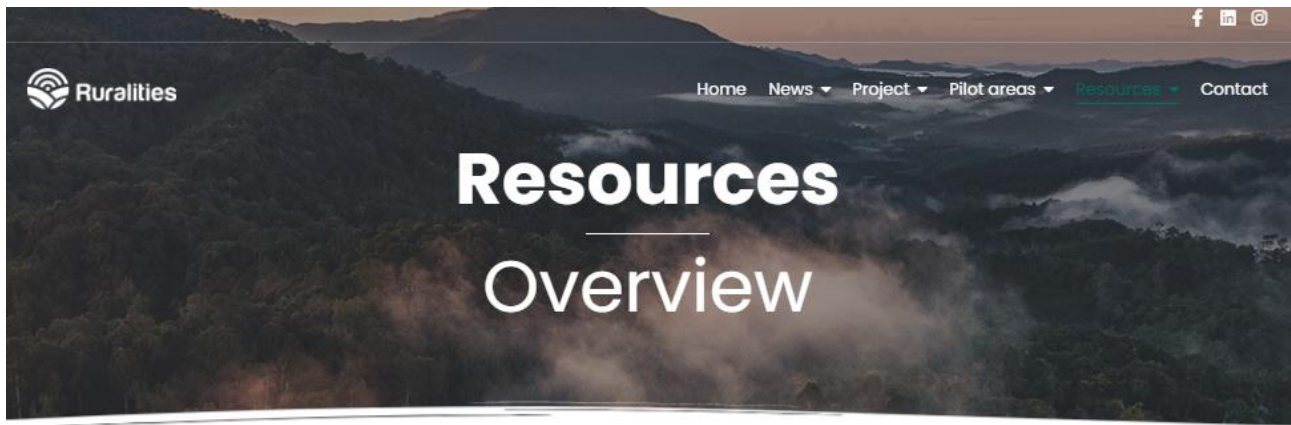 Ruralities
Home News Project Pilot areas Resources Contact
Resources
Overview